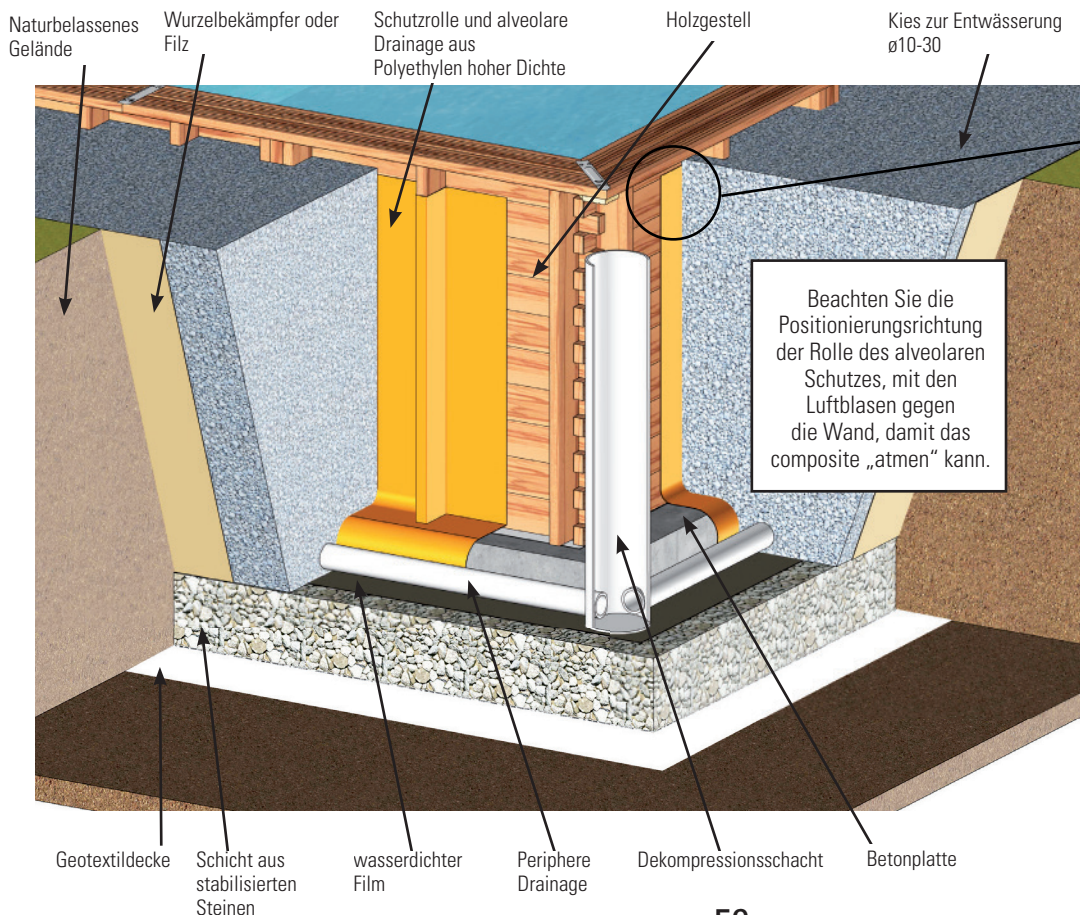 Naturbelassenes
Gelände
Wurzelbekämpfer oder
Filz
Schutzrolle und alveolare
Drainage aus
Polyethylen hoher Dichte
Holzgestell
Kies zur Entwässerung
ø10-30
Beachten Sie die
Positionierungsrichtung
der Rolle des alveolaren
Schutzes, mit den
Luftblasen gegen
die Wand, damit das
composite „atmen“ kann.
Geotextildecke
Schicht aus
stabilisierten
Steinen
wasserdichter
Film
Periphere
Drainage
Dekompressionsschacht
Betonplatte